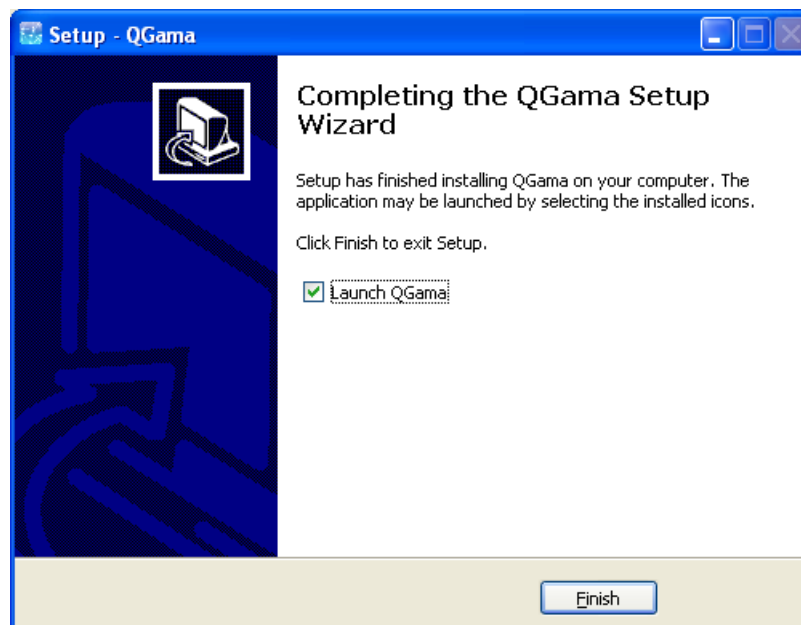 Setup - QGama
Completing the QGama Setup
Wizard
Setup has finished installing QGama on your computer. The
application may be launched by selecting the installed icons.
Click Finish to exit Setup.
Launch QGama
Finish